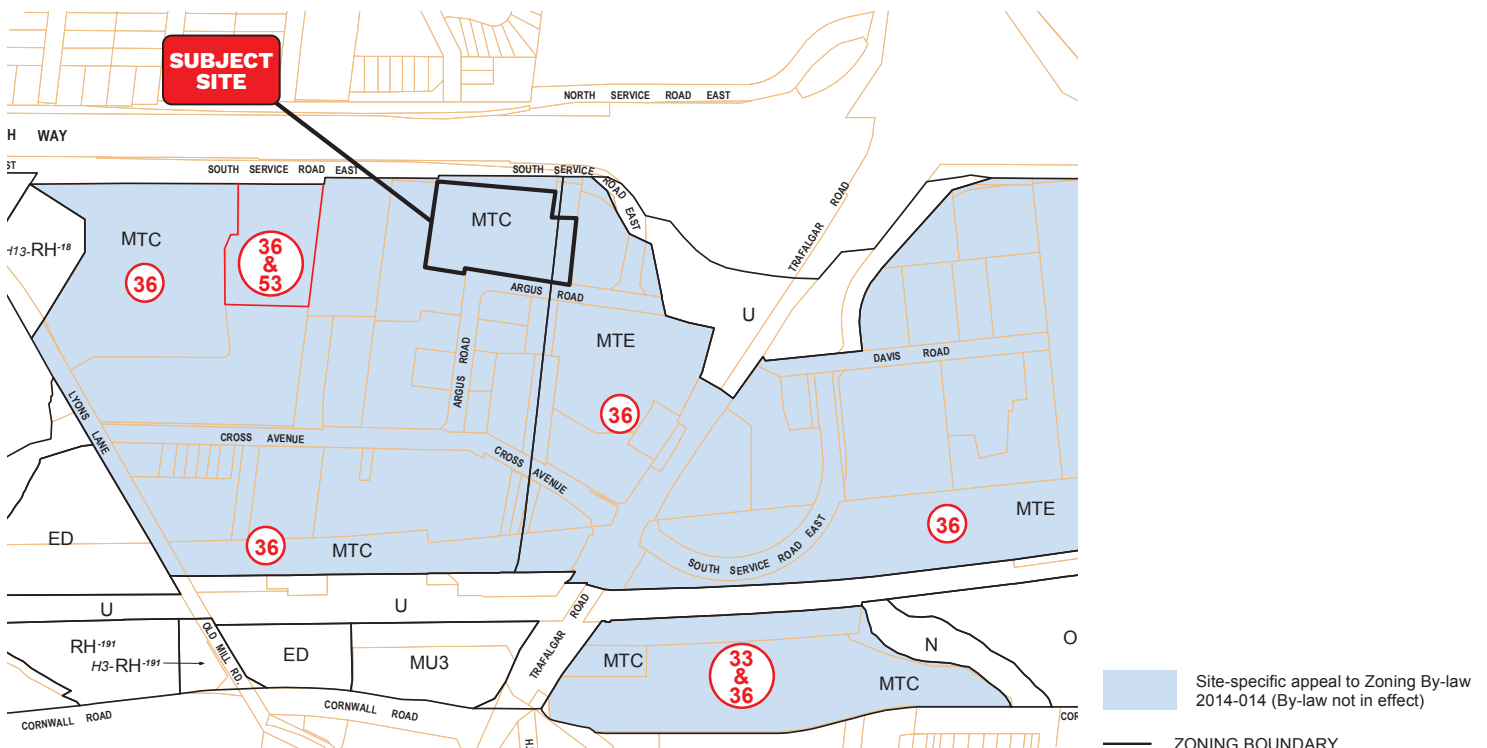 SUBJECT
SITE
NORTH SERVICE ROAD EAST
H WAY
ST
SOUTH SERVICE ROAD EAST
SOUTH SERVICE ROAD EAST
TRAFALGAR ROAD
H13-RH-18
MTC
36
36
&
53
MTC
ARGUS ROAD
U
MTE
36
ARGUS ROAD
DAVIS ROAD
LYONS LANE
CROSS AVENUE
CROSS AVENUE
ED
36
MTC
SOUTH SERVICE ROAD EAST
36
MTE
U
U
OLD MILL RD.
TRAFALGAR ROAD
RH-191
H3-RH-191
ED
MU3
MTC
33
&
36
MTC
N
O
CORNWALL ROAD
CORNWALL ROAD
H.
COR
Site-specific appeal to Zoning By-law
2014-014 (By-law not in effect)
ZONING BOUNDARY